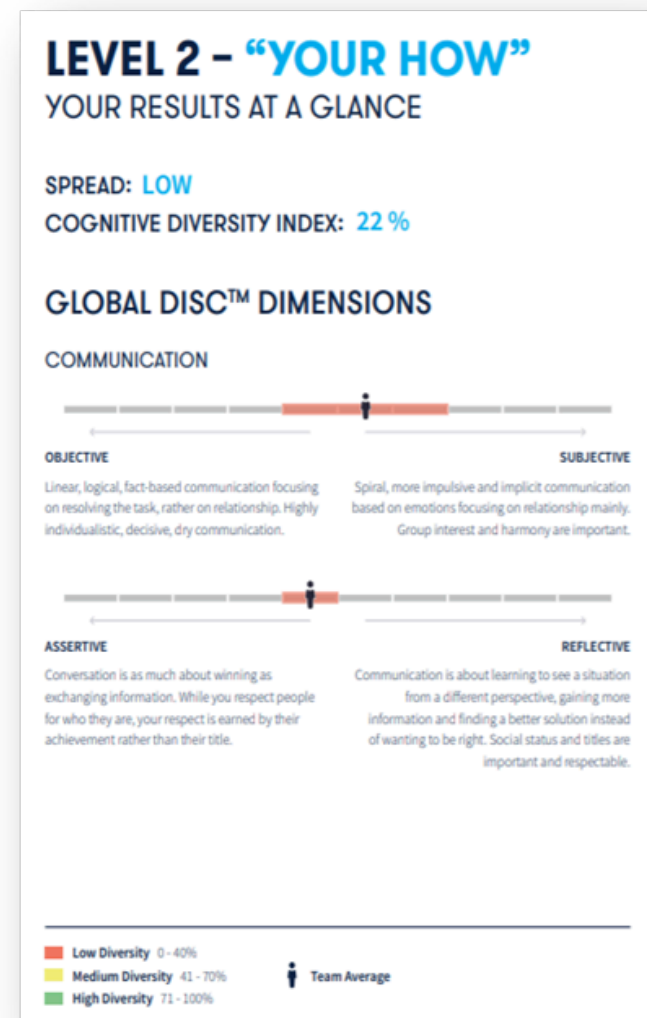 LEVEL 2 – “YOUR HOW”
YOUR RESULTS AT A GLANCE
SPREAD: LOW
COGNITIVE DIVERSITY INDEX: 22 %
GLOBAL DISC™ DIMENSIONS
COMMUNICATION
OBJECTIVE
Linear, logical, fact-based communication focusing
on resolving the task, rather on relationship. Highly
individualistic, decisive, dry communication.
SUBJECTIVE
Spiral, more impulsive and implicit communication
based on emotions focusing on relationship mainly.
Group interest and harmony are important.
ASSERTIVE
Conversation is as much about winning as
exchanging information. While you respect people
for who they are, your respect is earned by their
achievement rather than their title.
REFLECTIVE
Communication is about learning to see a situation
from a different perspective, gaining more
information and finding a better solution instead
of wanting to be right. Social status and titles are
important and respectable.
Low Diversity 0 - 40%
Medium Diversity 41 - 70%
High Diversity 71 - 100%
Team Average